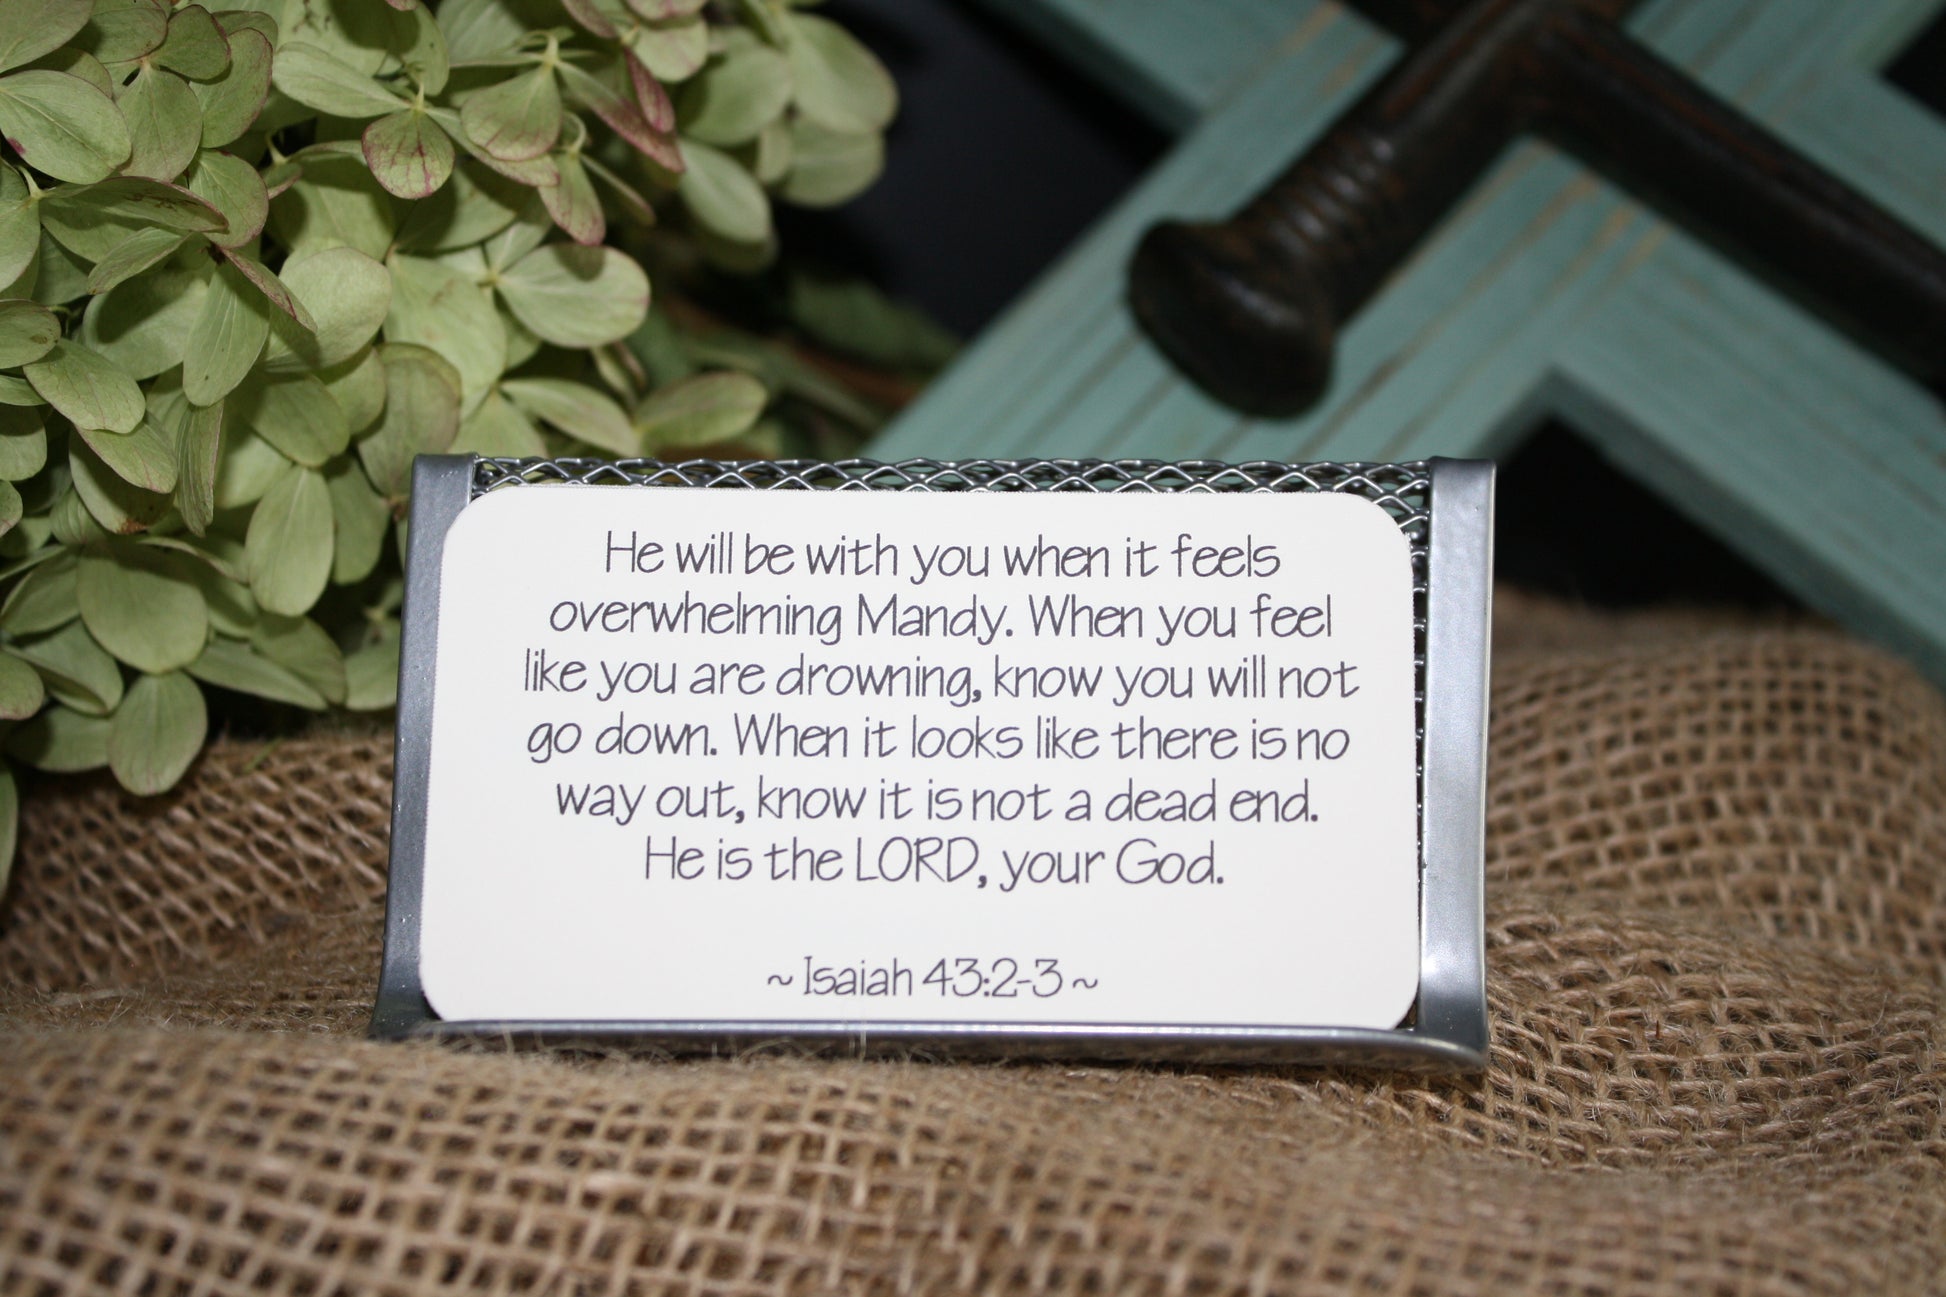 He will be with you when it feels
overwhelming Mandy. When you feel
like you are drowning, know you will not
go down. When it looks like there is no
way out, know it is not a dead end.
He is the LORD, your God.
~ Isaiah 43:2-3 ~